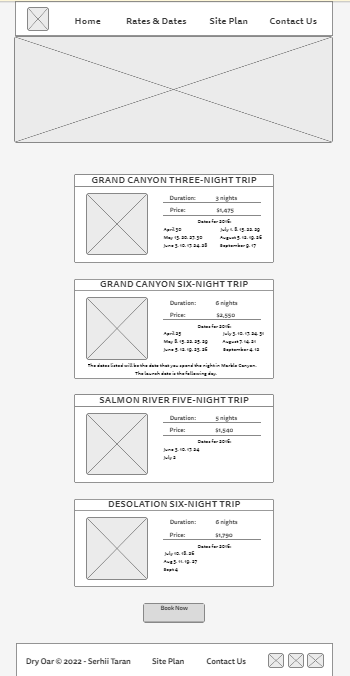 Home Rates & Dates Site Plan Contact Us
GRAND CANYON THREE-NIGHT TRIP
Duration: 3 nights
Price: $1,475
Dates for 2016:
April 30 July 1. 8. 15. 22. 29
May 13. 20. 27. 30 August 5. 12. 19. 26
June 3. 10. 17. 24. 28 September 9. 17
GRAND CANYON SIX-NIGHT TRIP
Duration: 6 nights
Price: $2,550
Dates for 2016:
April 25 July 3. 10. 17. 24. 31
May 8. 15. 22. 25. 29 August 7. 14. 21
June 5. 12. 19. 25. 26 September 4. 12
The dates listed will be the date that you spend the night in Marble Canyon.
The launch date is the following day.
SALMON RIVER FIVE-NIGHT TRIP
Duration: 5 nights
Price: $1,540
Dates for 2016:
June 3. 10. 17. 24
July 2
DESOLATION SIX-NIGHT TRIP
Duration: 6 nights
Price: $1,790
Dates for 2016:
July 10. 18. 26
Aug 3. 11. 19. 27
Sept 4
Book Now
Dry Oar © 2022 - Serhii Taran Site Plan Contact Us